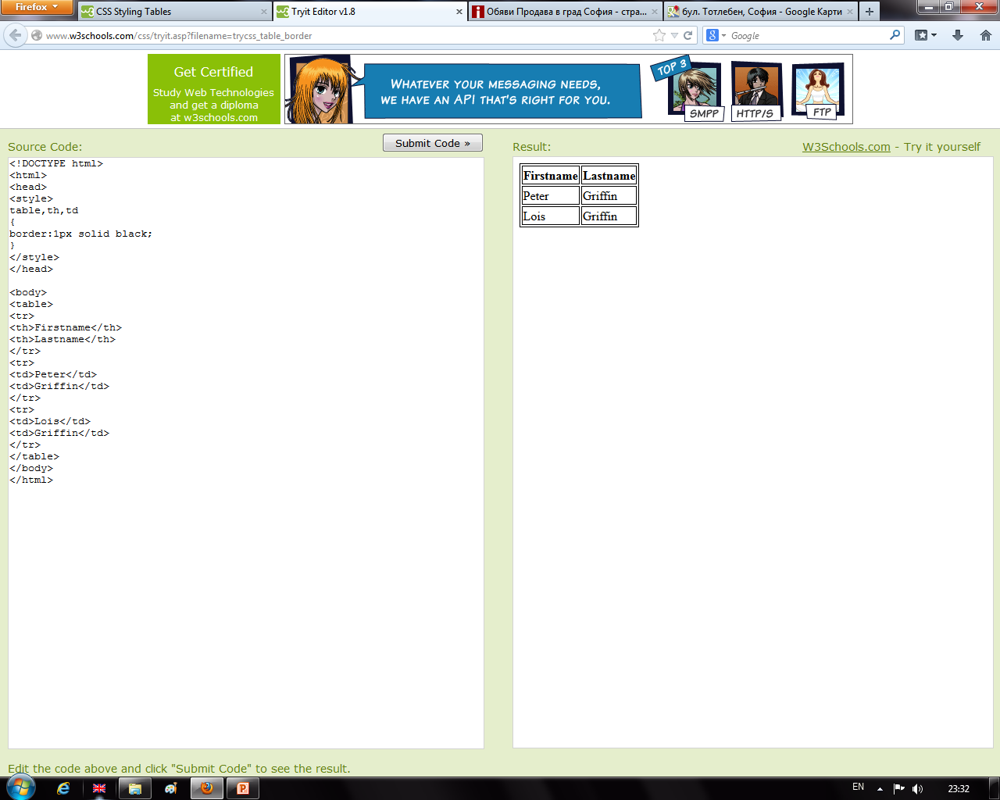 Firefox
CSS Styling Tables
Tryit Editor v1.8
Обяви Продава в град София - стра...
бул. Тотлебен, София - Google Карти
www.w3schools.com/css/tryit.asp?filename=trycss_table_border
Google
Get Certified
Study Web Technologies
and get a diploma
at w3schools.com
WHATEVER YOUR MESSAGING NEEDS,
WE HAVE AN API THAT'S RIGHT FOR YOU.
TOP 3
SMPP
HTTP/S
FTP
Source Code:
Submit Code »
Result:
W3Schools.com - Try it yourself
<!DOCTYPE html>
<html>
<head>
<style>
table,th,td
{
border:1px solid black;
}
</style>
</head>
<body>
<table>
<tr>
<th>Firstname</th>
<th>Lastname</th>
</tr>
<tr>
<td>Peter</td>
<td>Griffin</td>
</tr>
<tr>
<td>Lois</td>
<td>Griffin</td>
</tr>
</table>
</body>
</html>
Firstname Lastname
Peter Griffin
Lois Griffin
Edit the code above and click "Submit Code" to see the result.
EN
23:32